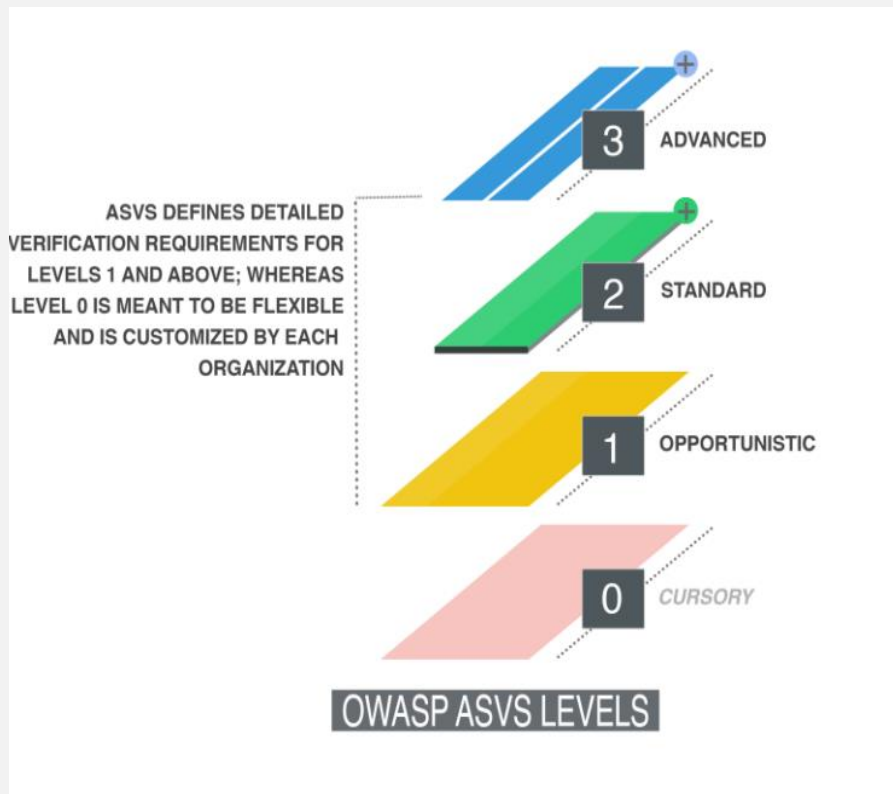 3
ADVANCED
ASVS DEFINES DETAILED
VERIFICATION REQUIREMENTS FOR
LEVELS 1 AND ABOVE; WHEREAS
LEVEL 0 IS MEANT TO BE FLEXIBLE
AND IS CUSTOMIZED BY EACH
ORGANIZATION
2
STANDARD
1
OPPORTUNISTIC
0
CURSORY
OWASP ASVS LEVELS